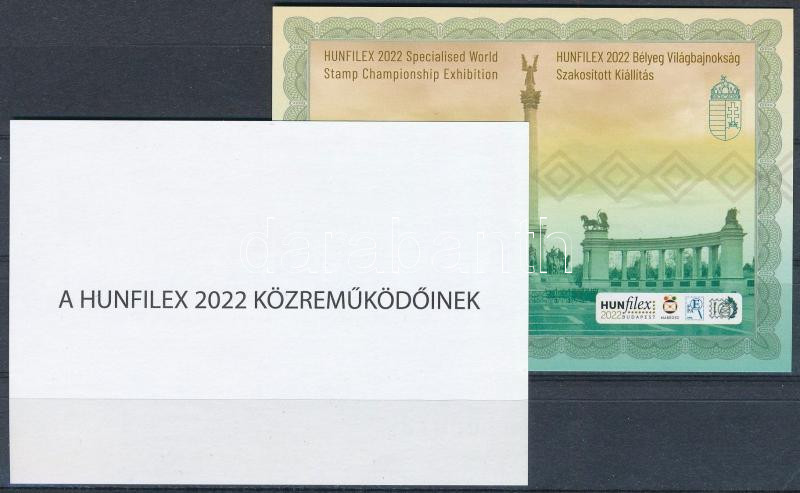 HUNFILEX 2022 Specialised World
Stamp Championship Exhibition
HUNFILEX 2022 Bélyeg Világbajnokság
Szakosított Kiállítás
A HUNFILEX 2022 KÖZREMŰKÖDŐINEK
darabanth
HUNfilex
2022 BUDAPEST
MABÉOSZ